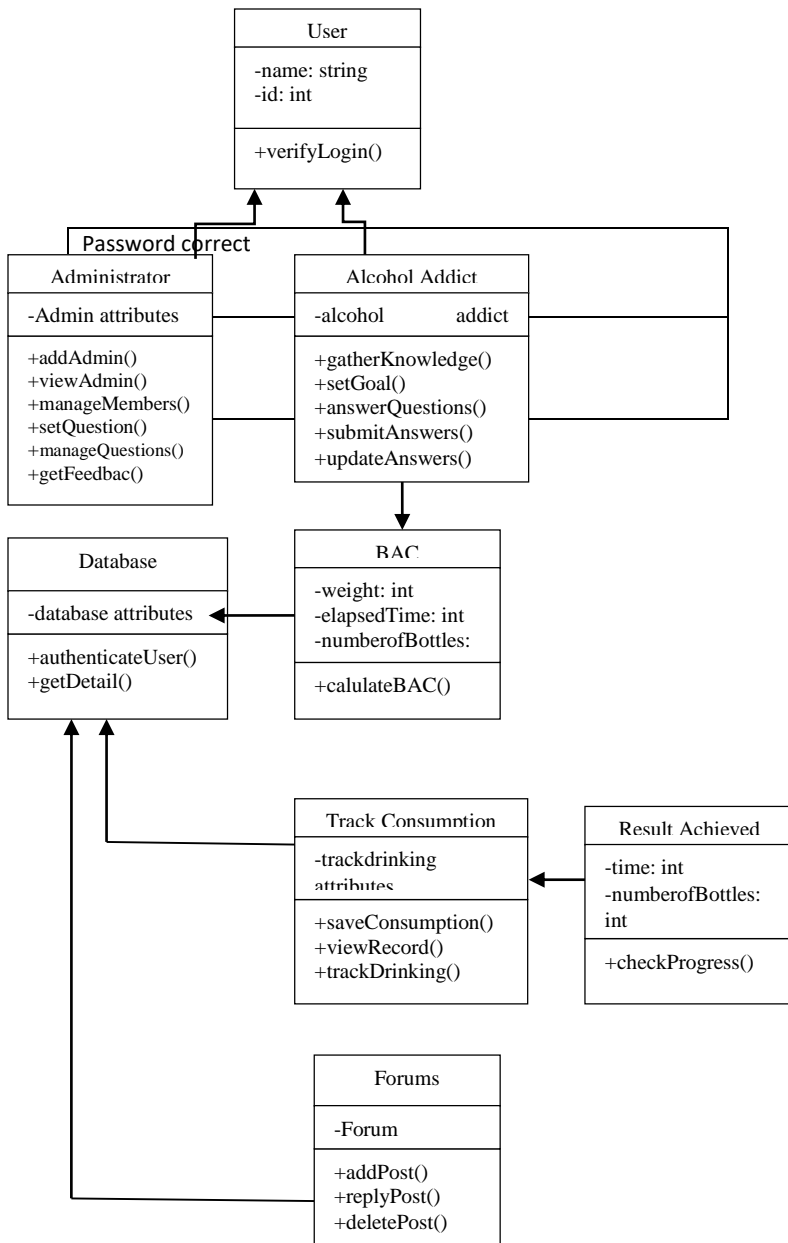 User
-name: string
-id: int
+verifyLogin()
Password correct
Administrator
-Admin attributes
+addAdmin()
+viewAdmin()
+manageMembers()
+setQuestion()
+manageQuestions()
+getFeedbac()
Alcohol Addict
-alcohol addict
+gatherKnowledge()
+setGoal()
+answerQuestions()
+submitAnswers()
+updateAnswers()
Database
-database attributes
+authenticateUser()
+getDetail()
BAC
-weight: int
-elapsedTime: int
-numberofBottles:
+calulateBAC()
Track Consumption
-trackdrinking
attributes
+saveConsumption()
+viewRecord()
+trackDrinking()
Result Achieved
-time: int
-numberofBottles:
int
+checkProgress()
Forums
-Forum
+addPost()
+replyPost()
+deletePost()